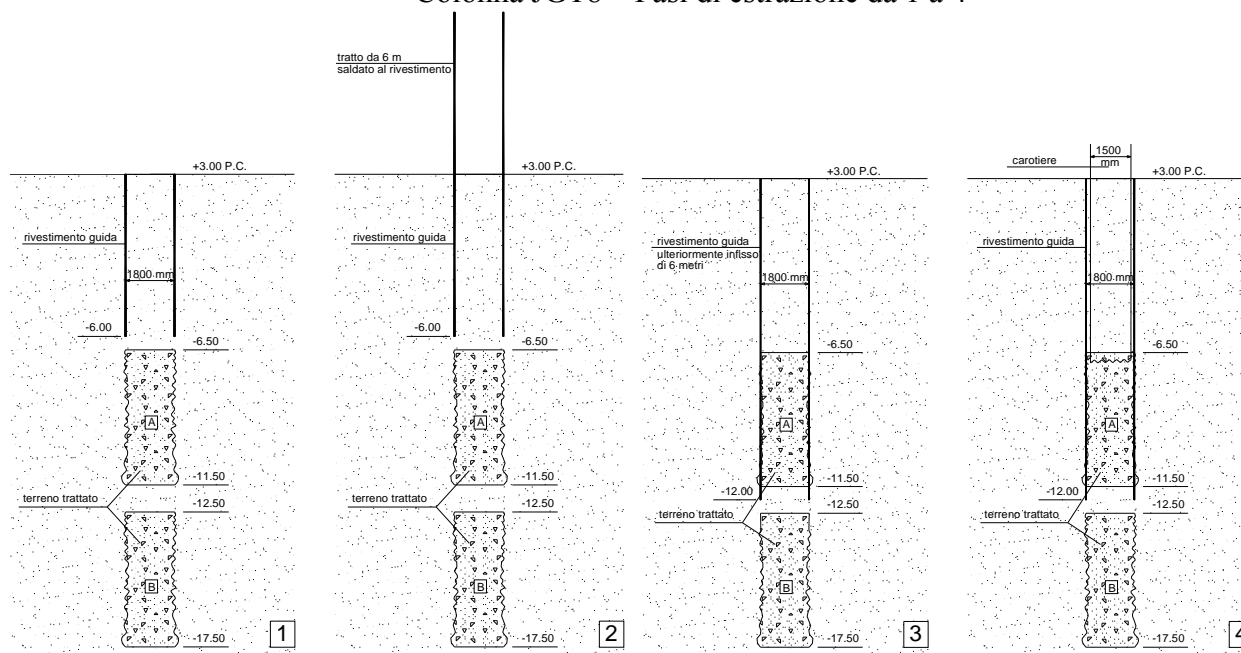 Colonna JGT8 - Fasi di estrazione da 1 a 4
+3.00 P.C.
rivestimento guida
1800 mm
-6.00
-6.50
A
-11.50
terreno trattato
-12.50
B
-17.50
1
tratto da 6 m
saldato al rivestimento
+3.00 P.C.
rivestimento guida
-6.00
-6.50
A
-11.50
terreno trattato
-12.50
B
-17.50
2
+3.00 P.C.
rivestimento guida
ulteriormente infisso
di 6 metri
1800 mm
-6.50
A
-11.50
-12.00
-12.50
terreno trattato
B
-17.50
3
1500
mm
carotiere
+3.00 P.C.
rivestimento guida
1800 mm
-6.50
A
-11.50
-12.00
-12.50
terreno trattato
B
-17.50
4